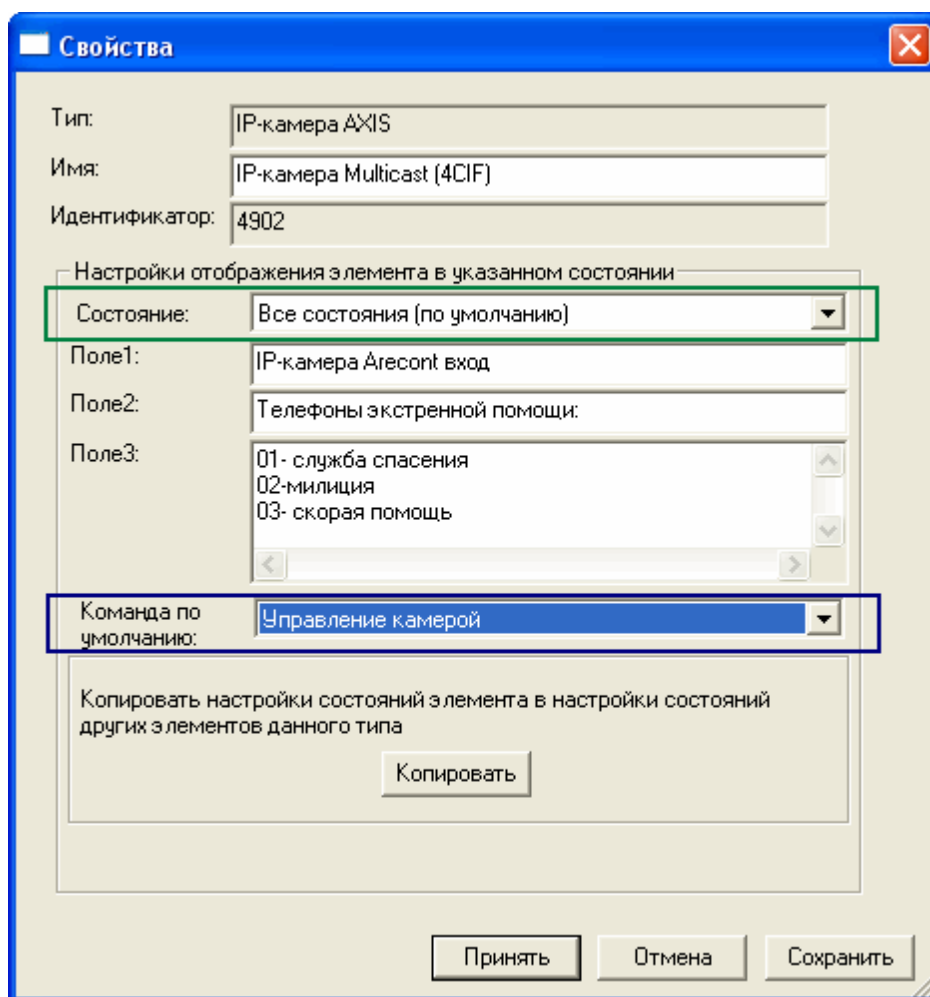 Свойства
Тип:
IP-камера AXIS
Имя:
IP-камера Multicast (4CIF)
Идентификатор:
4902
Настройки отображения элемента в указанном состоянии
Состояние:
Все состояния (по умолчанию)
Поле1:
IP-камера Arecont вход
Поле2:
Телефоны экстренной помощи:
Поле3:
01- служба спасения
02-милиция
03- скорая помощь
Команда по
умолчанию:
Управление камерой
Копировать настройки состояний элемента в настройки состояний
других элементов данного типа
Копировать
Принять
Отмена
Сохранить